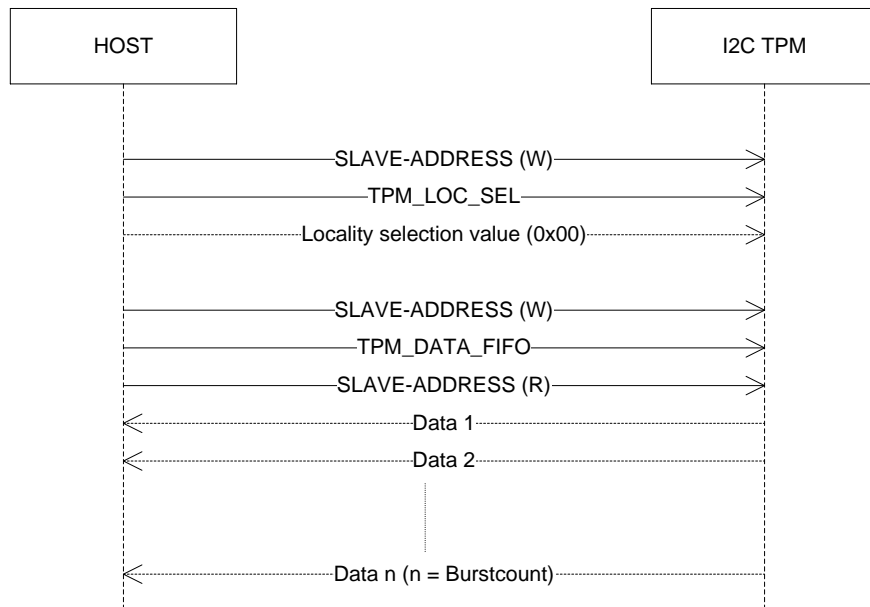 HOST
I2C TPM
SLAVE-ADDRESS (W)
TPM_LOC_SEL
Locality selection value (0x00)
SLAVE-ADDRESS (W)
TPM_DATA_FIFO
SLAVE-ADDRESS (R)
Data 1
Data 2
Data n (n = Burstcount)